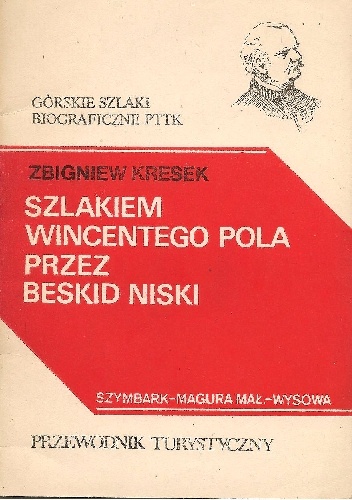 GÓRSKIE SZLAKI
BIOGRAFICZNE PTTK
ZBIGNIEW KRESEK
SZLAKIEM
WINCENTEGO POLA
PRZEZ
BESKID NISKI
SZYMBARK-MAGURA MAŁ-WYSOWA
PRZEWODNIK TURYSTYCZNY